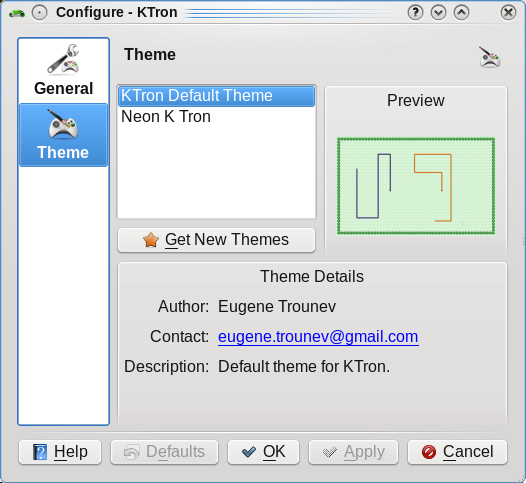 Configure - KTron
General
Theme
Theme
KTron Default Theme
Neon K Tron
Get New Themes
Preview
Theme Details
Author: Eugene Trounev
Contact: eugene.trounev@gmail.com
Description: Default theme for KTron.
Help
Defaults
OK
Apply
Cancel